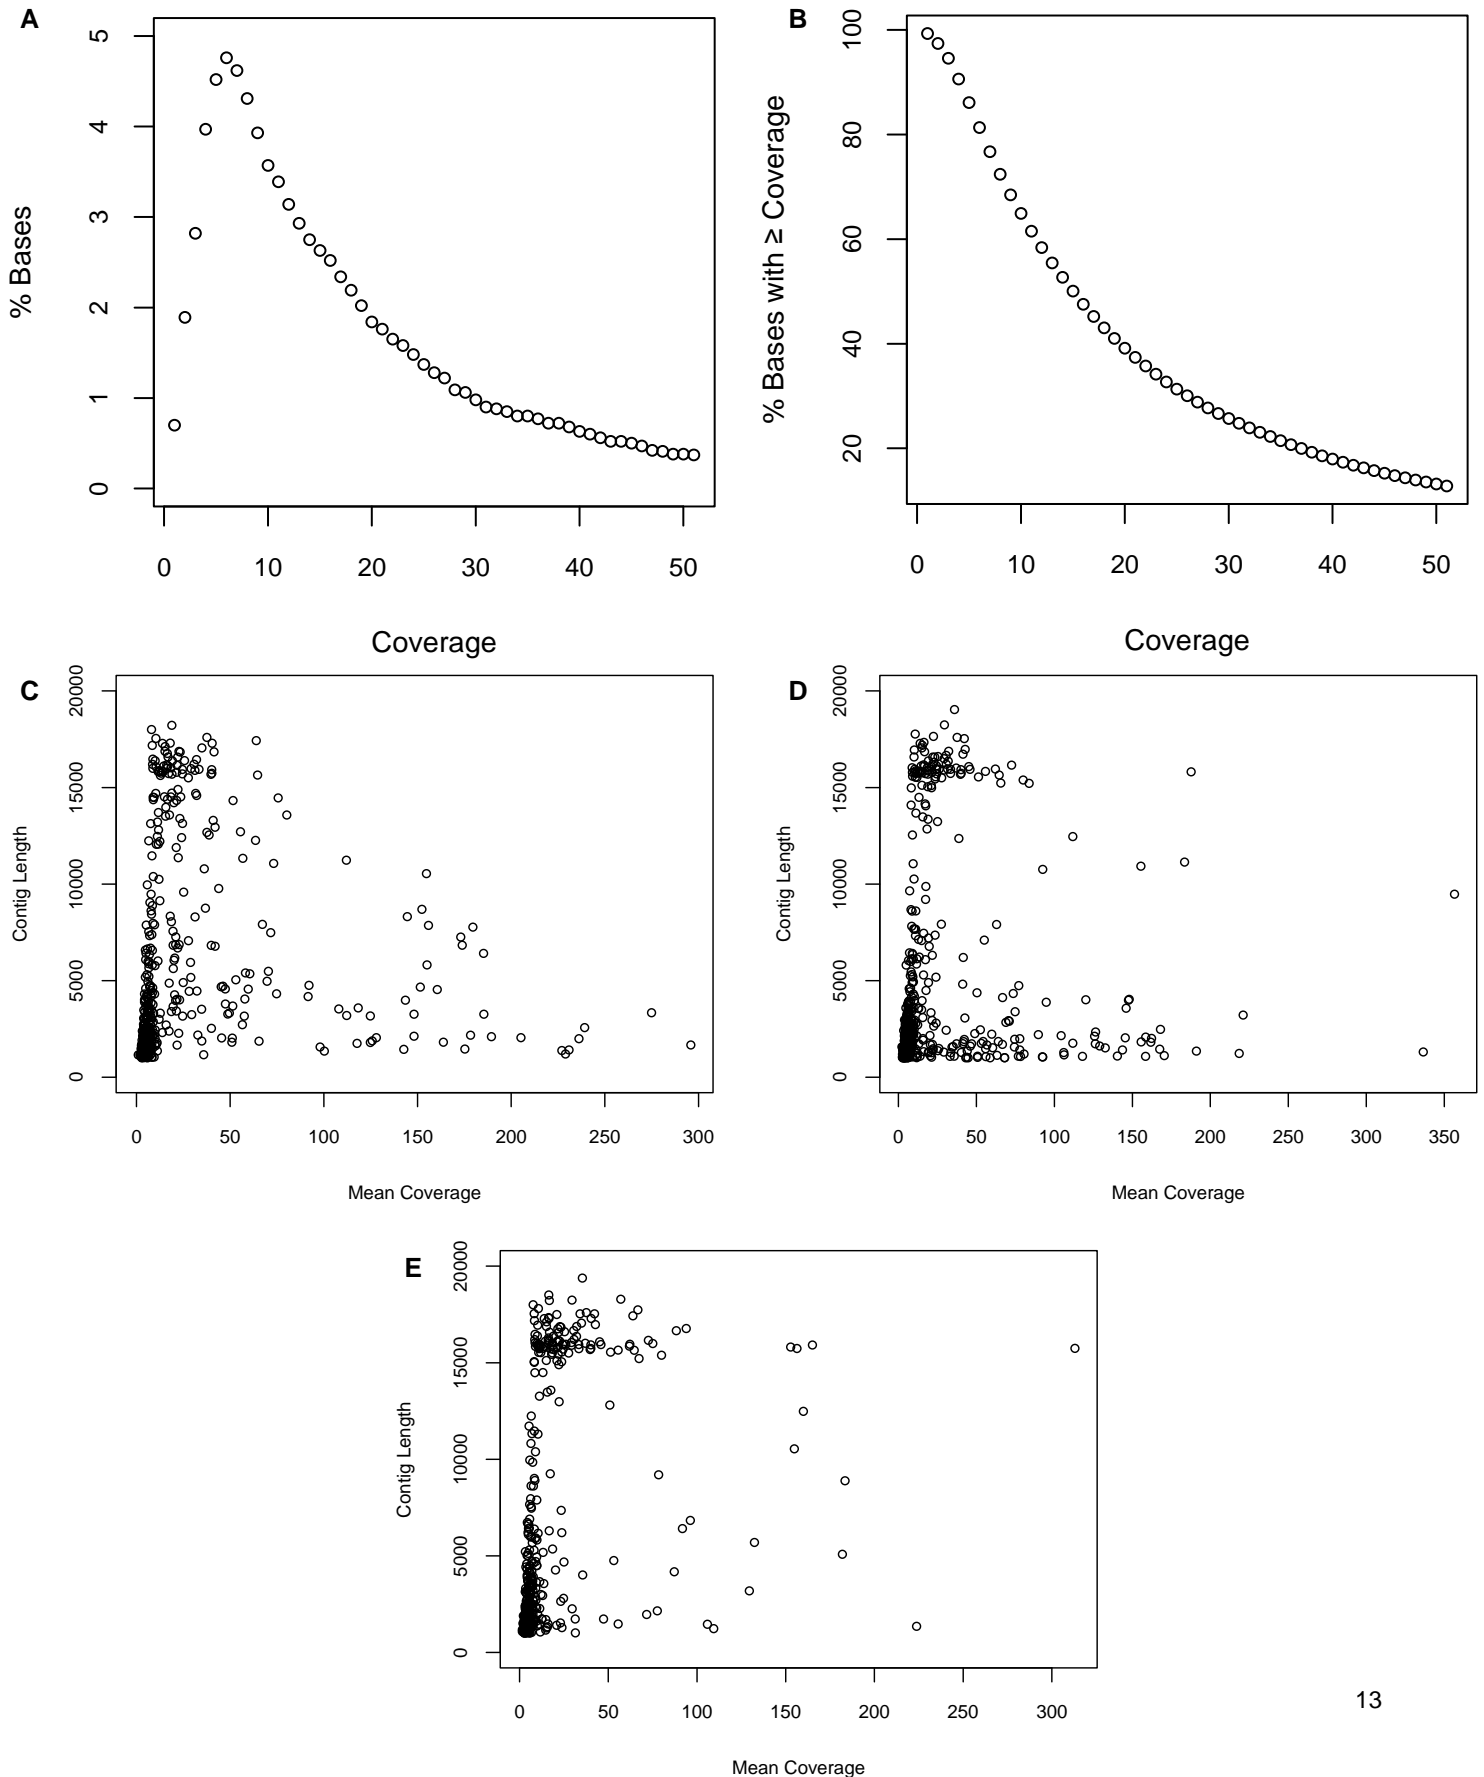 A
% Bases
5
4
3
2
1
0
0 10 20 30 40 50
Coverage
B
% Bases with ≥ Coverage
100
80
60
40
20
0 10 20 30 40 50
Coverage
C
Contig Length
20000
15000
10000
5000
0
0 50 100 150 200 250 300
Mean Coverage
D
Contig Length
20000
15000
10000
5000
0
0 50 100 150 200 250 300 350
Mean Coverage
E
Contig Length
20000
15000
10000
5000
0
0 50 100 150 200 250 300
Mean Coverage
13